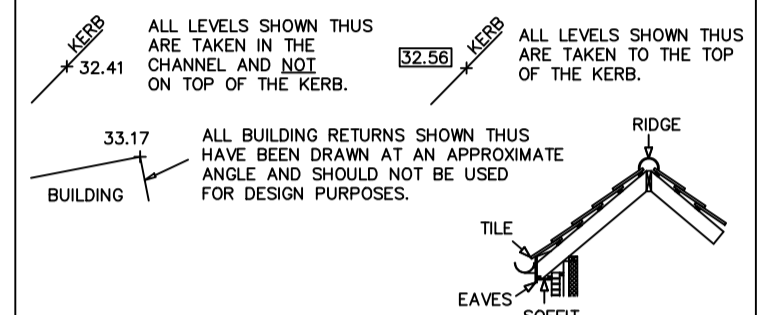 KERB
32.41
ALL LEVELS SHOWN THUS
ARE TAKEN IN THE
CHANNEL AND NOT
ON TOP OF THE KERB.
32.56
KERB
ALL LEVELS SHOWN THUS
ARE TAKEN TO THE TOP
OF THE KERB.
33.17
BUILDING
ALL BUILDING RETURNS SHOWN THUS
HAVE BEEN DRAWN AT AN APPROXIMATE
ANGLE AND SHOULD NOT BE USED
FOR DESIGN PURPOSES.
RIDGE
TILE
EAVES
SOFFIT